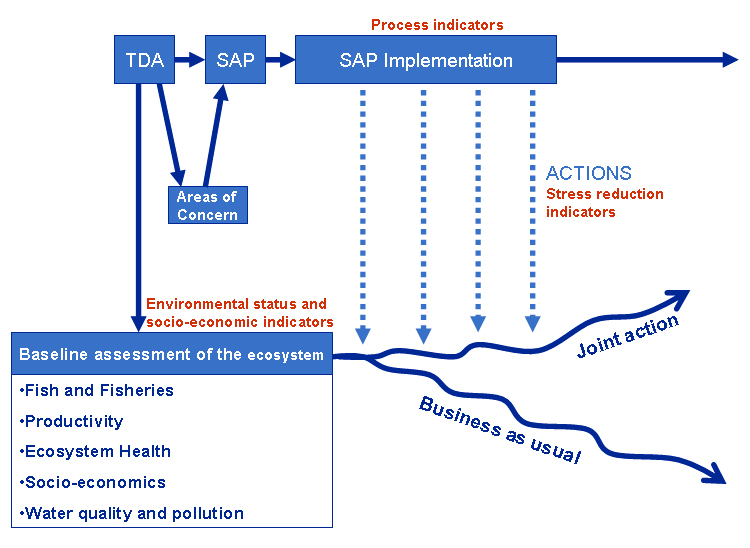 Process indicators
TDA
SAP
SAP Implementation
Areas of
Concern
ACTIONS
Stress reduction
indicators
Environmental status and
socio-economic indicators
Baseline assessment of the ecosystem
•Fish and Fisheries
•Productivity
•Ecosystem Health
•Socio-economics
•Water quality and pollution
Joint action
Business as usual